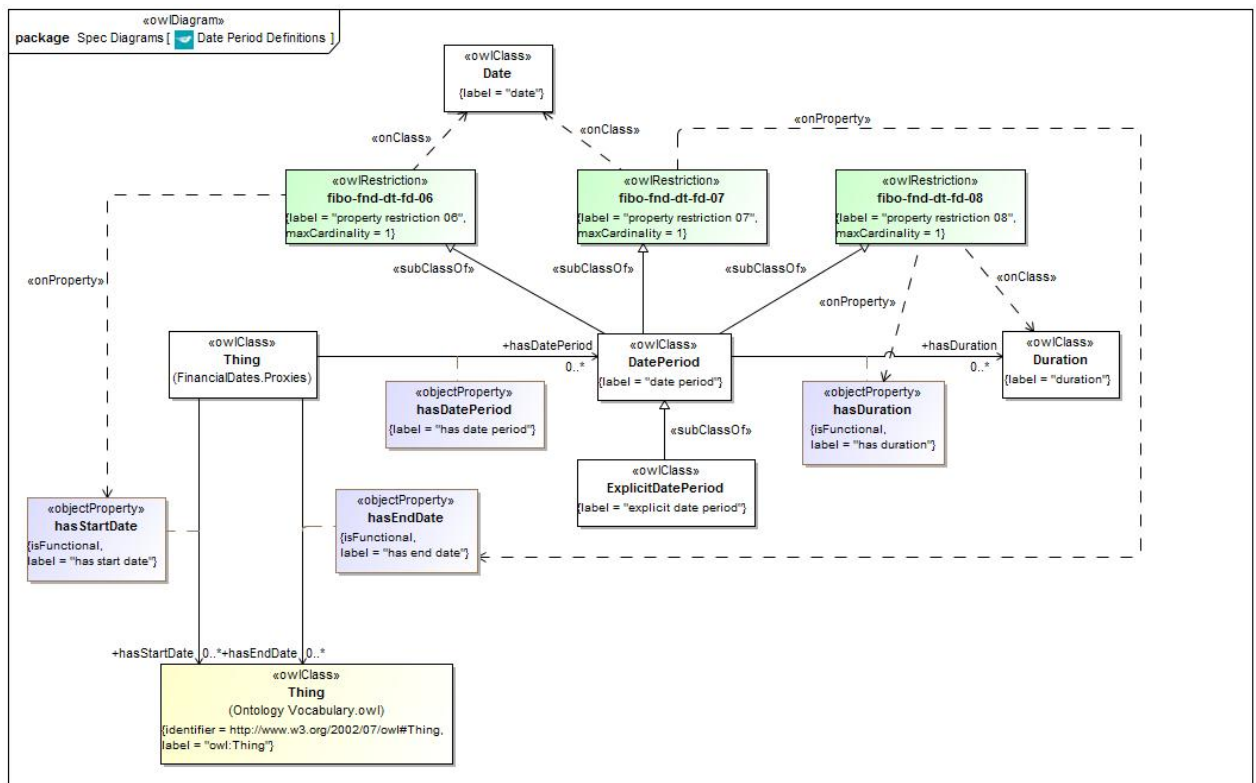 «owlDiagram»
package Spec Diagrams [ Date Period Definitions ]
«owlClass»
Date
{label = "date"}
«onClass»
«onClass»
«onProperty»
«owlRestriction»
fibo-fnd-dt-fd-06
{label = "property restriction 06",
maxCardinality = 1}
«owlRestriction»
fibo-fnd-dt-fd-07
{label = "property restriction 07",
maxCardinality = 1}
«owlRestriction»
fibo-fnd-dt-fd-08
{label = "property restriction 08",
maxCardinality = 1}
«onProperty»
«subClassOf»
«subClassOf»
«subClassOf»
«onProperty»
«onClass»
«owlClass»
Thing
(FinancialDates.Proxies)
+hasDatePeriod
0..*
«owlClass»
DatePeriod
{label = "date period"}
+hasDuration
0..*
«owlClass»
Duration
{label = "duration"}
«objectProperty»
hasDatePeriod
{label = "has date period"}
«objectProperty»
hasDuration
{isFunctional,
label = "has duration"}
«subClassOf»
«owlClass»
ExplicitDatePeriod
{label = "explicit date period"}
«objectProperty»
hasStartDate
{isFunctional,
label = "has start date"}
«objectProperty»
hasEndDate
{isFunctional,
label = "has end date"}
+hasStartDate 0..*
+hasEndDate 0..*
«owlClass»
Thing
(Ontology Vocabulary.owl)
{identifier = http://www.w3.org/2002/07/owl#Thing,
label = "owl:Thing"}